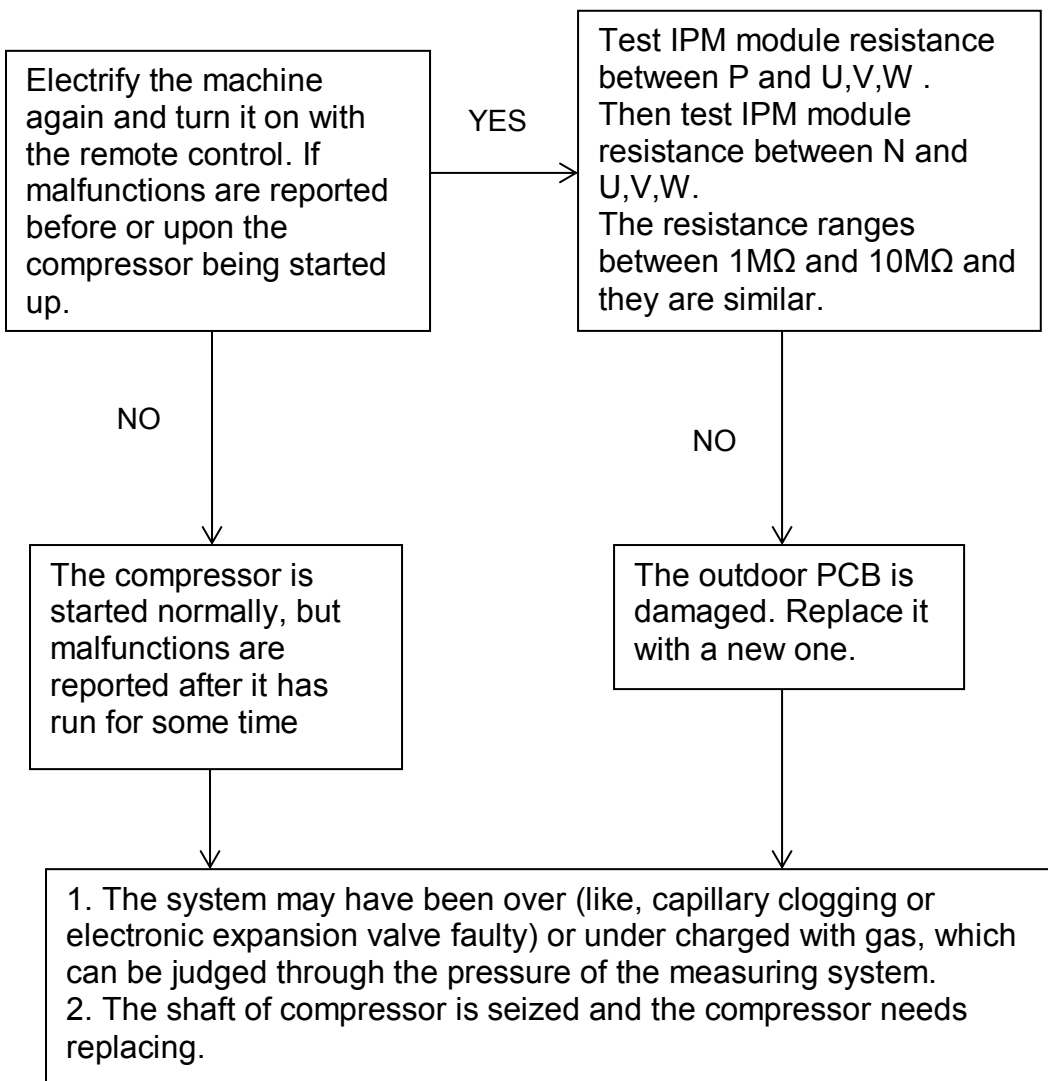 Electrify the machine
again and turn it on with
the remote control. If
malfunctions are reported
before or upon the
compressor being started
up.
YES
Test IPM module resistance
between P and U,V,W .
Then test IPM module
resistance between N and
U,V,W.
The resistance ranges
between 1MΩ and 10MΩ and
they are similar.
NO
NO
The compressor is
started normally, but
malfunctions are
reported after it has
run for some time
The outdoor PCB is
damaged. Replace it
with a new one.
1. The system may have been over (like, capillary clogging or
electronic expansion valve faulty) or under charged with gas, which
can be judged through the pressure of the measuring system.
2. The shaft of compressor is seized and the compressor needs
replacing.